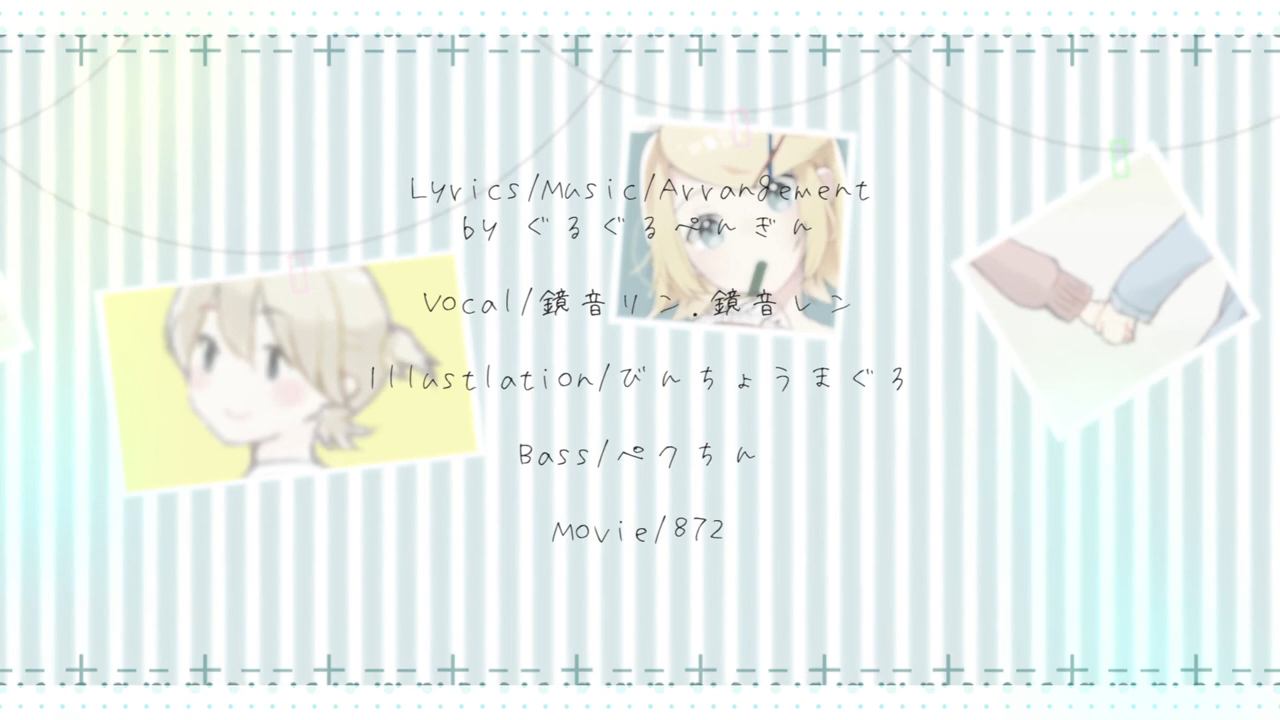 Lyrics/Music/Arrangement
by ぐるぐるぺんぎん
Vocal/鏡音リン.鏡音レン
Illustlation/びんちょうまぐろ
Bass/ペクちん
Movie/872